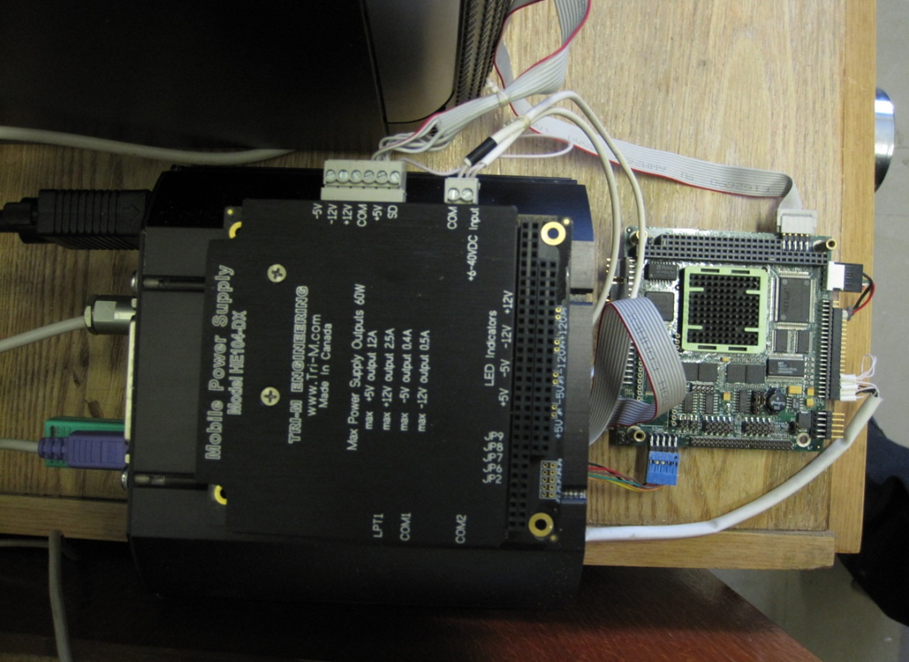 Mobile Power Supply
Model HE104-DX
TRI-M ENGINEERING
www.Tri-M.com
Made in Canada
Max Power Supply Outputs 60W
max +5V output 12A
max +12V output 2.5A
max -5V output 0.4A
max -12V output 0.5A
-5V
-12V
+12V
COM
+5V
SD
COM
+6-40VDC Input
LED Indicators
+5V -5V -12V +12V
LPT1
COM1
COM2